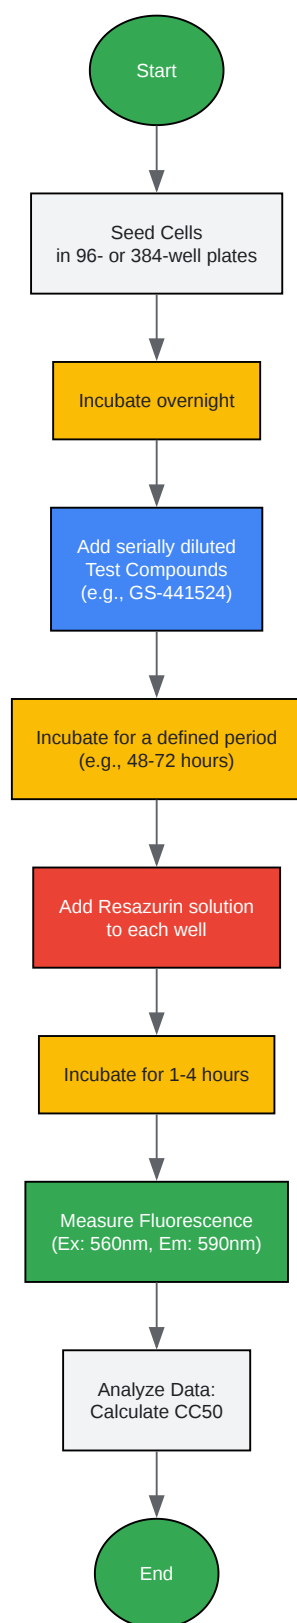 Start
Seed Cells
in 96- or 384-well plates
Incubate overnight
Add serially diluted
Test Compounds
(e.g., GS-441524)
Incubate for a defined period
(e.g., 48-72 hours)
Add Resazurin solution
to each well
Incubate for 1-4 hours
Measure Fluorescence
(Ex: 560nm, Em: 590nm)
Analyze Data:
Calculate CC50
End